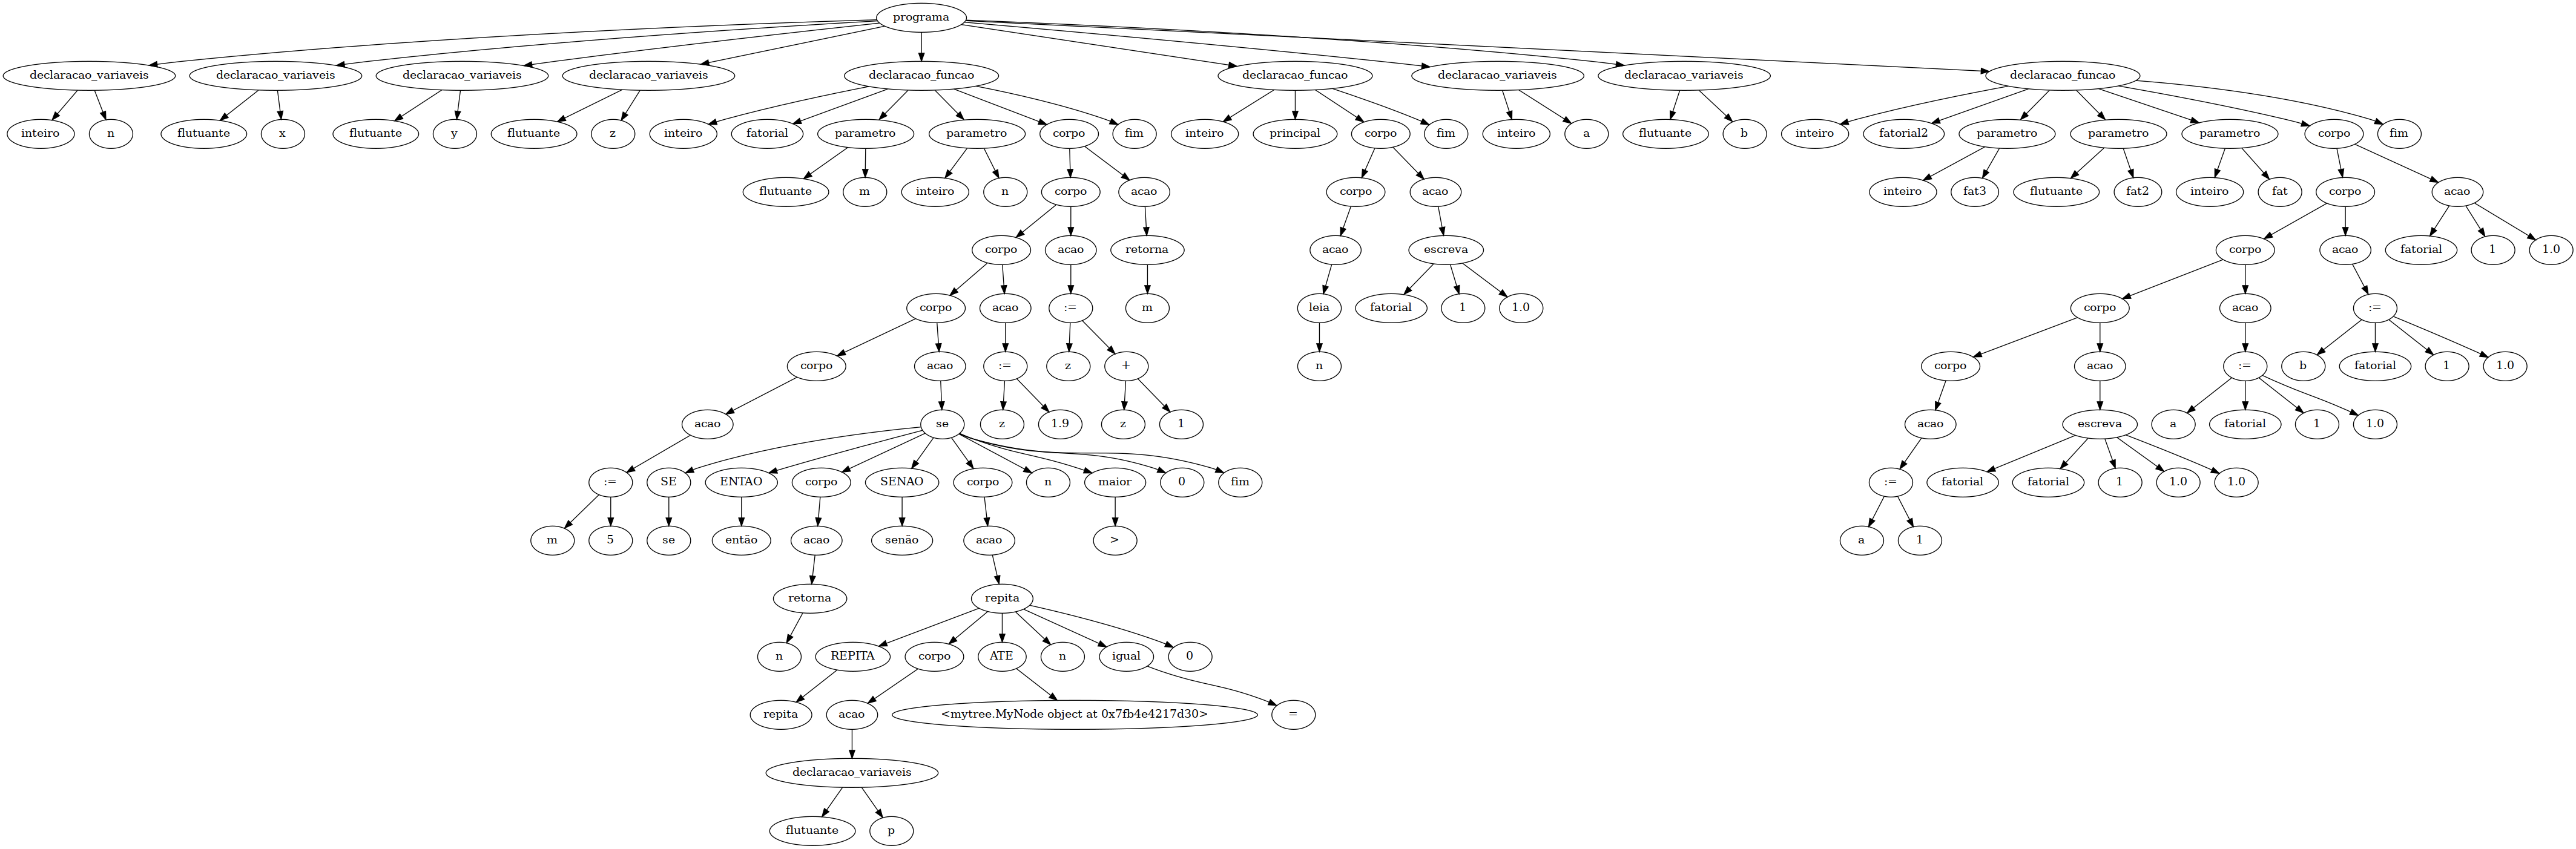 programa
declaracao_variaveis declaracao_variaveis declaracao_variaveis declaracao_variaveis declaracao_funcao declaracao_funcao declaracao_variaveis declaracao_variaveis declaracao_funcao
inteiro n flutuante x flutuante y flutuante z inteiro fatorial parametro parametro corpo fim inteiro principal corpo fim inteiro a flutuante b inteiro fatorial2 parametro parametro parametro corpo fim
flutuante m inteiro n corpo acao corpo acao inteiro fat3 flutuante fat2 inteiro fat corpo acao
corpo acao retorna acao escreva corpo acao fatorial 1 1.0
corpo acao := m leia fatorial 1 1.0 corpo acao :=
corpo acao := z + n corpo acao := b fatorial 1 1.0
acao se z 1.9 z 1 acao escreva a fatorial 1 1.0
:= SE ENTAO corpo SENAO corpo n maior 0 fim := fatorial fatorial 1 1.0 1.0
m 5 se então acao senão acao > a 1
retorna repita
n REPITA corpo ATE n igual 0
repita acao <mytree.MyNode object at 0x7fb4e4217d30> =
declaracao_variaveis
flutuante p